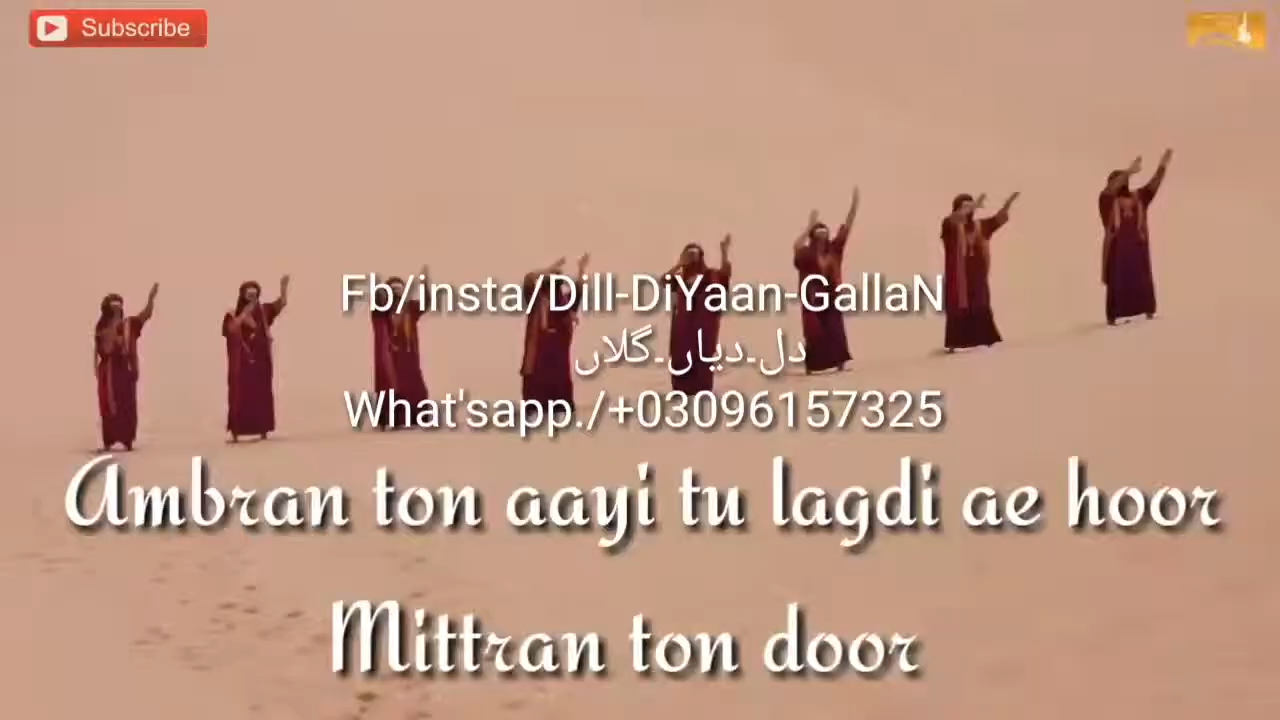 Subscribe
Fb/insta/Dill-DiYaan-GallaN
دل۔دیاں۔گلاں
What'sapp./+03096157325
Ambran ton aayi tu lagdi ae hoor
Mittran ton door